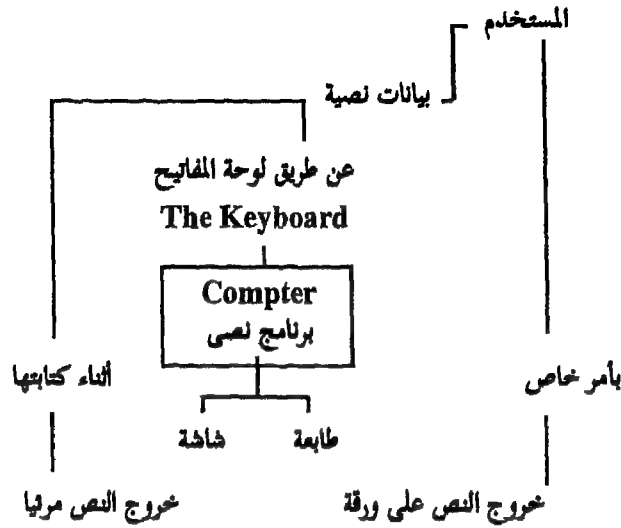 المستخدم
بيانات نصية
عن طريق لوحة المفاتيح
The Keyboard
Compter
برنامج نصى
بأمر خاص
أثناء كتابتها
طابعة
شاشة
خروج النص على ورقة
خروج النص مرئيا